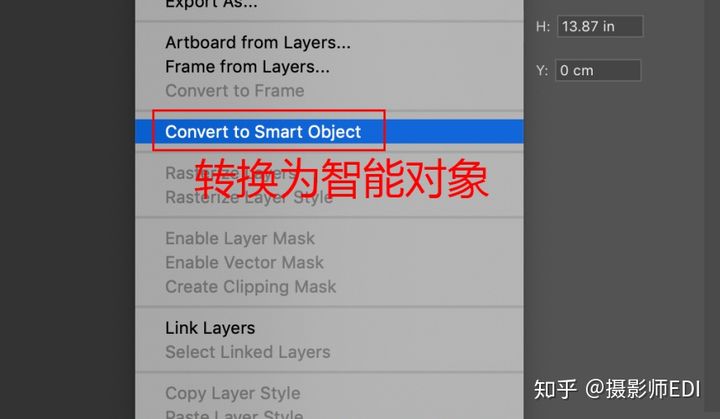 Export As...
H: 13.87 in
Artboard from Layers...
Frame from Layers...
Y: 0 cm
Convert to Frame
Convert to Smart Object
转换为智能对象
Rasterize Layers
Rasterize Layer Style
Enable Layer Mask
Enable Vector Mask
Create Clipping Mask
Link Layers
Select Linked Layers
Copy Layer Style
Paste Layer Style
知乎 @摄影师EDI